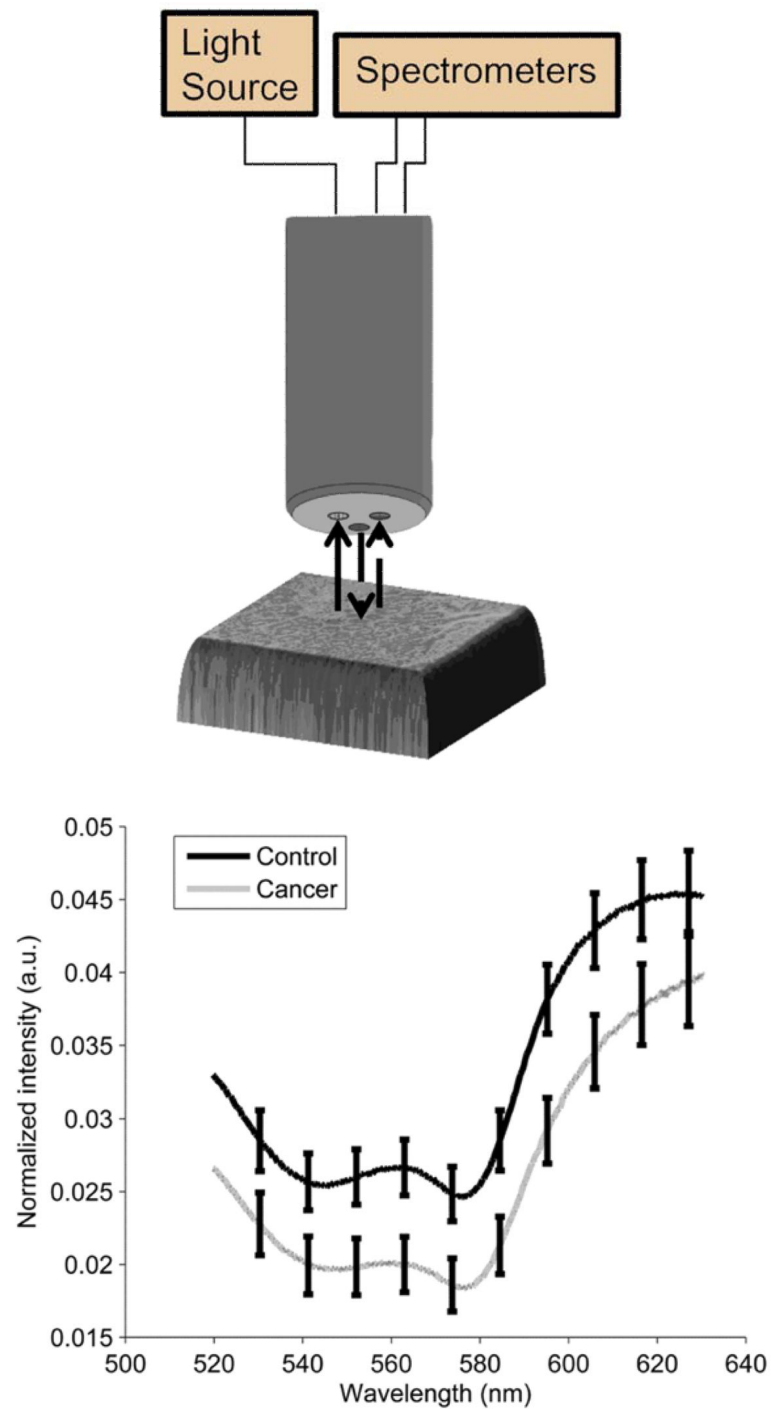 Light
Source
Spectrometers
0.05
0.045
0.04
0.035
0.03
0.025
0.02
0.015
Normalized intensity (a.u.)
Control
Cancer
500 520 540 560 580 600 620 640
Wavelength (nm)